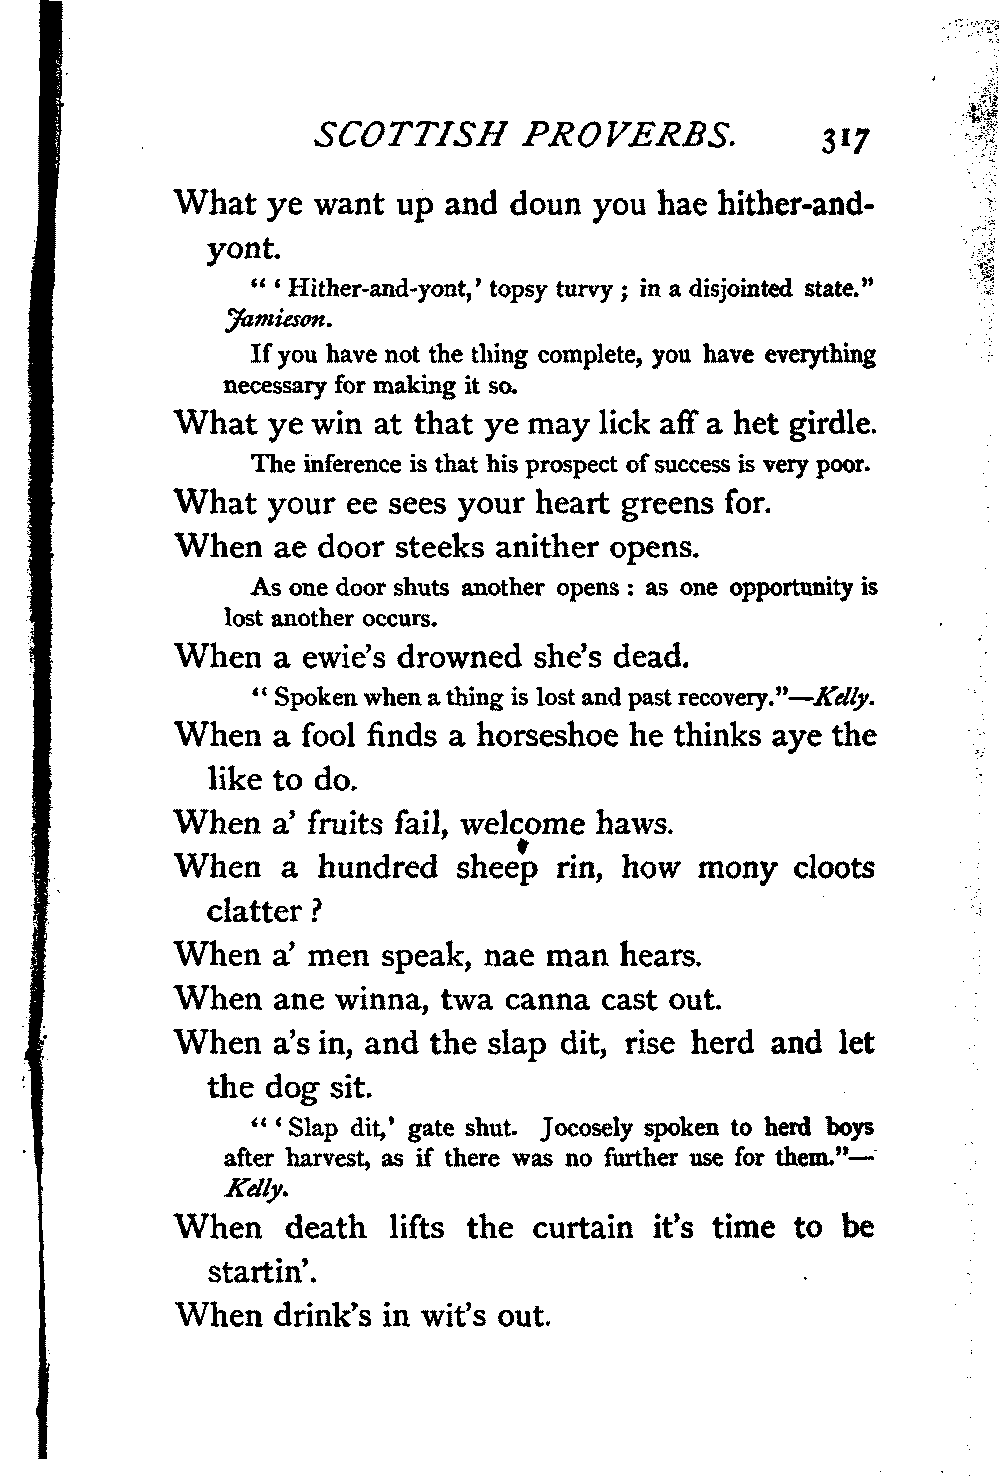 SCOTTISH PROVERBS. 317
What ye want up and doun you hae hither-and-
yont.
“ ‘ Hither-and-yont,’ topsy turvy ; in a disjointed state.”
Jamieson.
If you have not the thing complete, you have everything
necessary for making it so.
What ye win at that ye may lick aff a het girdle.
The inference is that his prospect of success is very poor.
What your ee sees your heart greens for.
When ae door steeks anither opens.
As one door shuts another opens : as one opportunity is
lost another occurs.
When a ewie’s drowned she’s dead.
“ Spoken when a thing is lost and past recovery.”—Kelly.
When a fool finds a horseshoe he thinks aye the
like to do.
When a’ fruits fail, welcome haws.
When a hundred sheep rin, how mony cloots
clatter ?
When a’ men speak, nae man hears.
When ane winna, twa canna cast out.
When a’s in, and the slap dit, rise herd and let
the dog sit.
“ ‘ Slap dit,’ gate shut. Jocosely spoken to herd boys
after harvest, as if there was no further use for them.”—
Kelly.
When death lifts the curtain it’s time to be
startin’.
When drink’s in wit’s out.